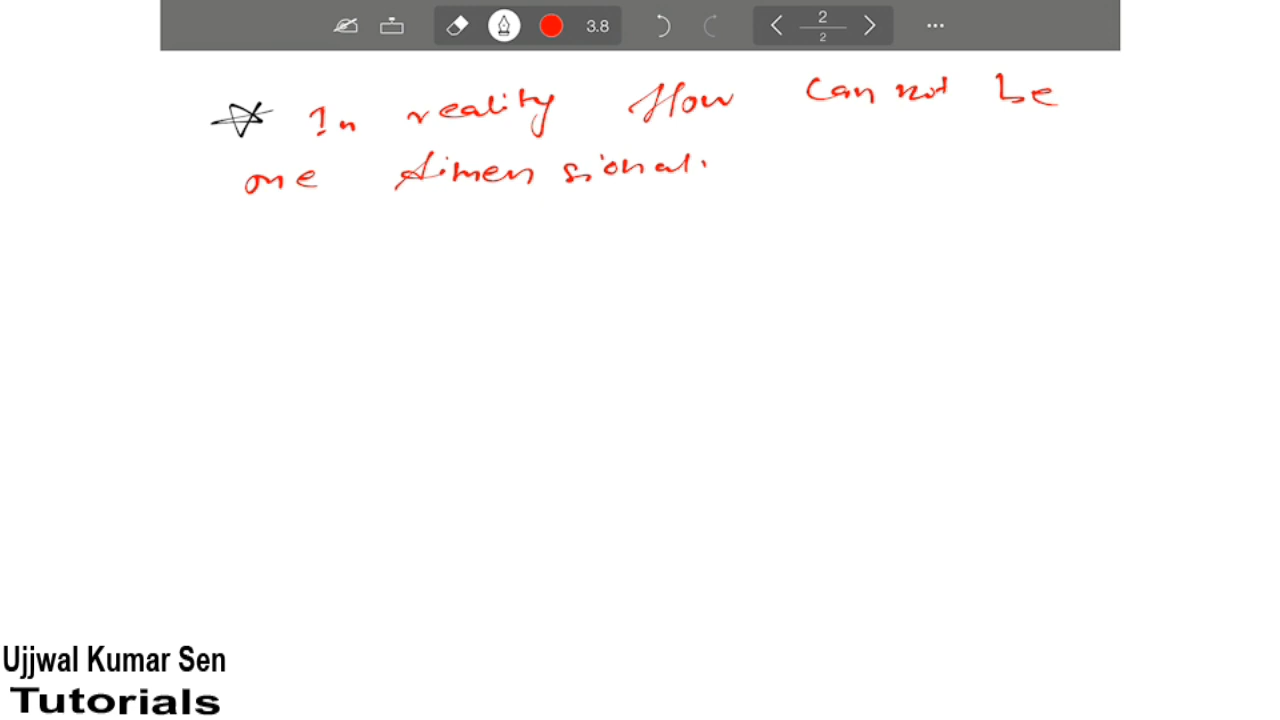 3.8
2
2
In reality flow can not be
one dimensional.
Ujjwal Kumar Sen
Tutorials